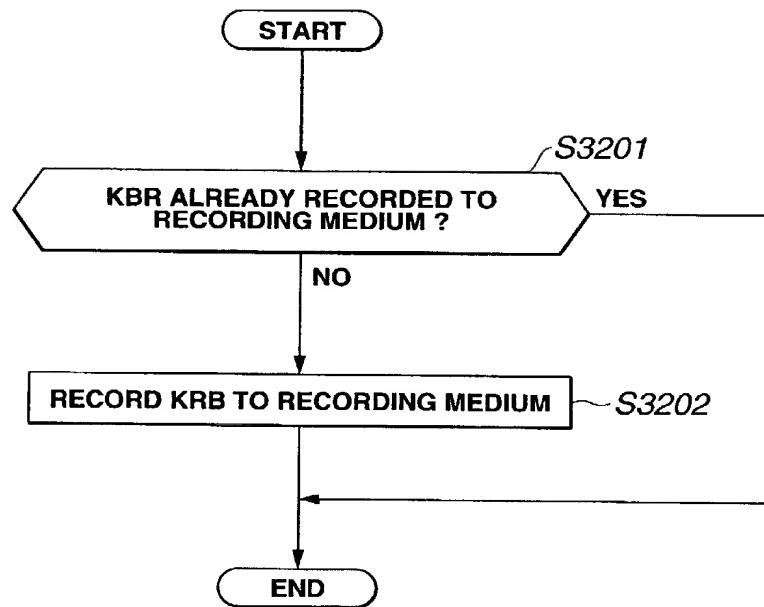 START
S3201
KBR ALREADY RECORDED TO
RECORDING MEDIUM ?
YES
NO
RECORD KRB TO RECORDING MEDIUM
S3202
END